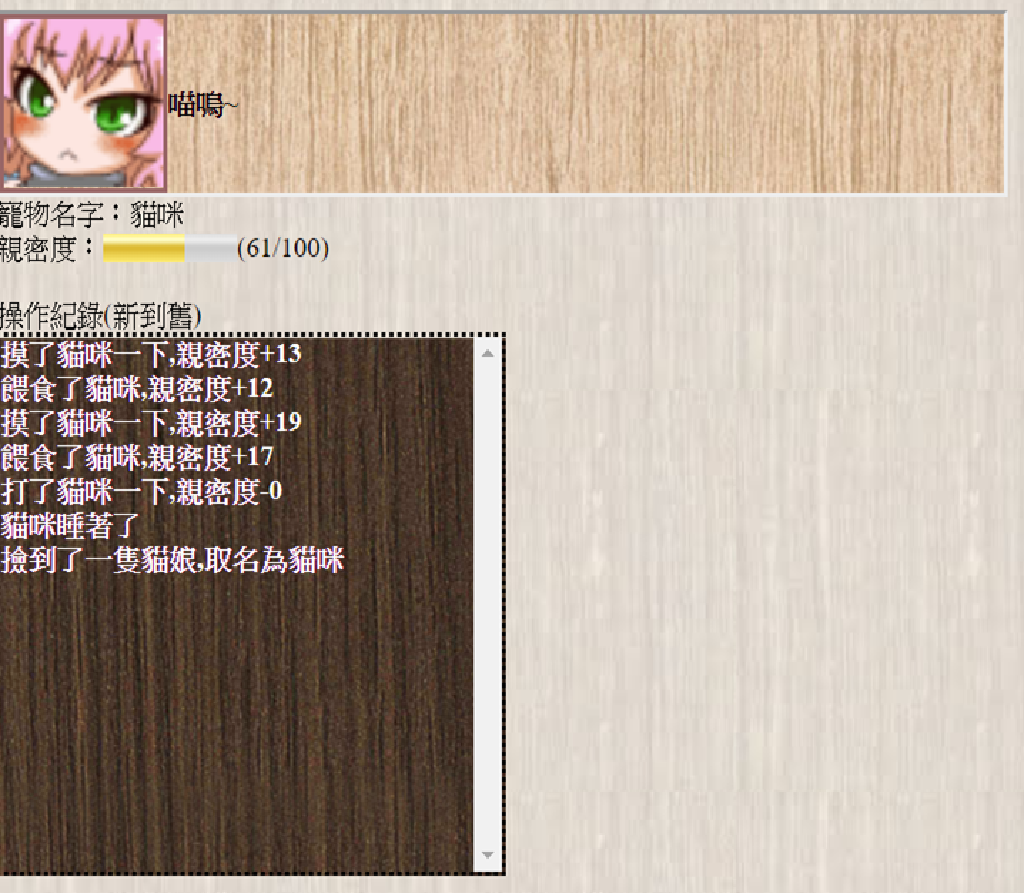 喵嗚~
寵物名字：貓咪
親密度：(61/100)
操作紀錄(新到舊)
摸了貓咪一下,親密度+13
餵食了貓咪,親密度+12
摸了貓咪一下,親密度+19
餵食了貓咪,親密度+17
打了貓咪一下,親密度-0
貓咪睡著了
撿到了一隻貓娘,取名為貓咪